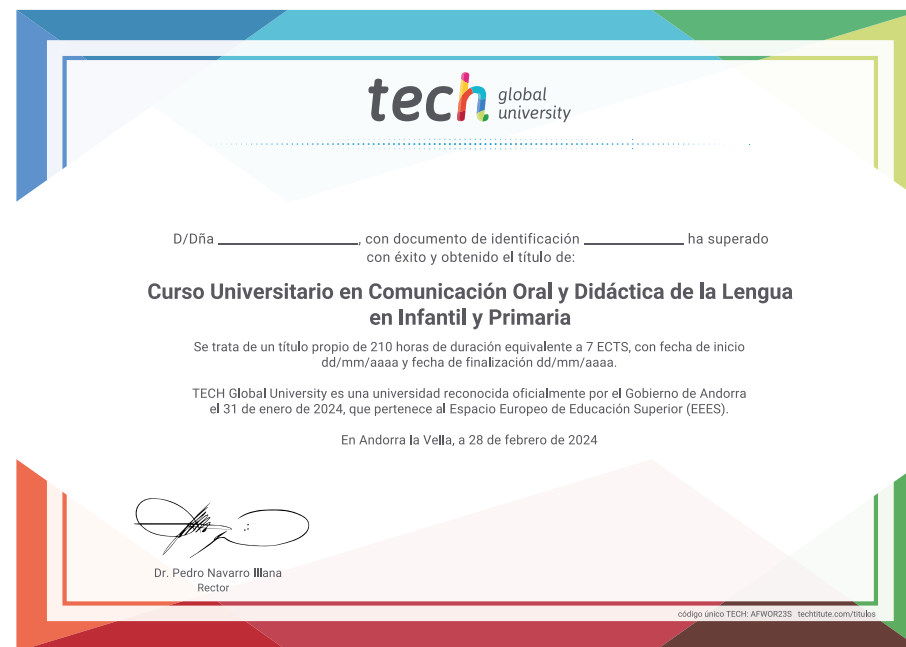 tech global university
D/Dña ____________________, con documento de identificación ______________ ha superado
con éxito y obtenido el título de:
Curso Universitario en Comunicación Oral y Didáctica de la Lengua
en Infantil y Primaria
Se trata de un título propio de 210 horas de duración equivalente a 7 ECTS, con fecha de inicio
dd/mm/aaaa y fecha de finalización dd/mm/aaaa.
TECH Global University es una universidad reconocida oficialmente por el Gobierno de Andorra
el 31 de enero de 2024, que pertenece al Espacio Europeo de Educación Superior (EEES).
En Andorra la Vella, a 28 de febrero de 2024
Dr. Pedro Navarro Illana
Rector
código único TECH: AFWOR23S techtitute.com/titulos